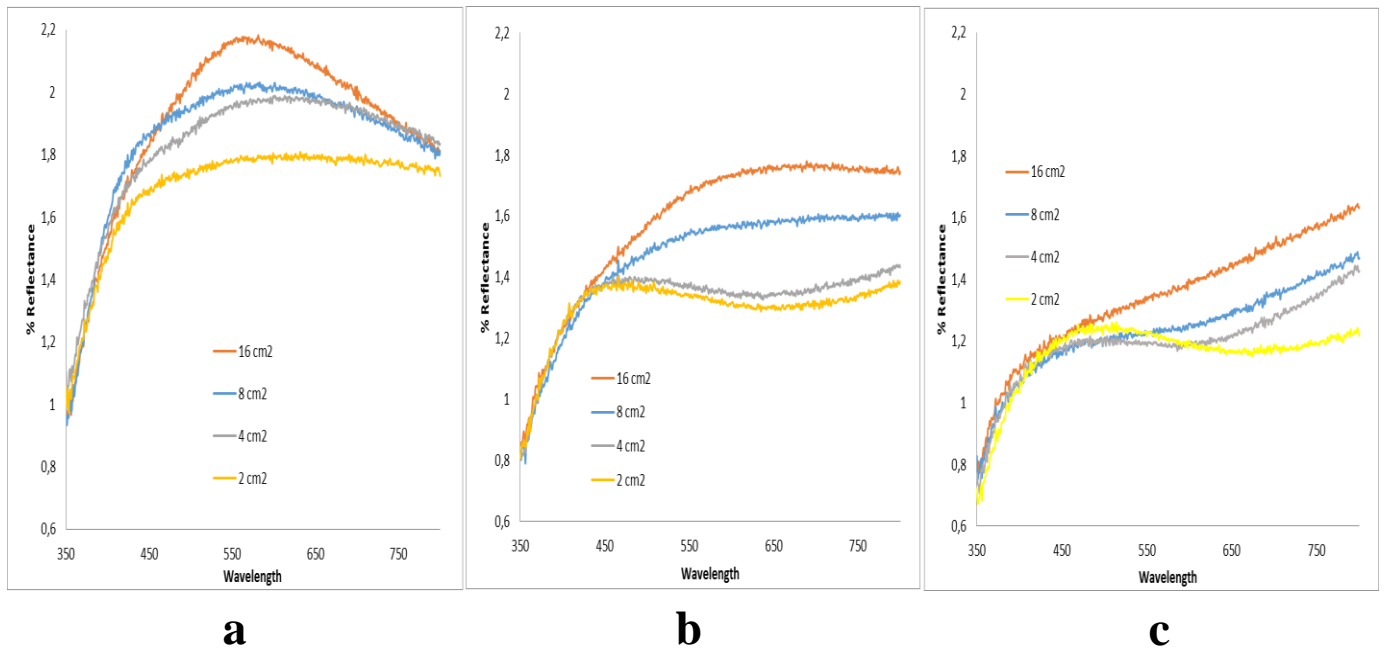 2,2
2
1,8
1,6
1,4
1,2
1
0,8
0,6
% Reflectance
16 cm2
8 cm2
4 cm2
2 cm2
350 450 550 650 750
Wavelength
a
2,2
2
1,8
1,6
1,4
1,2
1
0,8
0,6
% Reflectance
16 cm2
8 cm2
4 cm2
2 cm2
350 450 550 650 750
Wavelength
b
2,2
2
1,8
1,6
1,4
1,2
1
0,8
0,6
% Reflectance
16 cm2
8 cm2
4 cm2
2 cm2
350 450 550 650 750
Wavelength
c